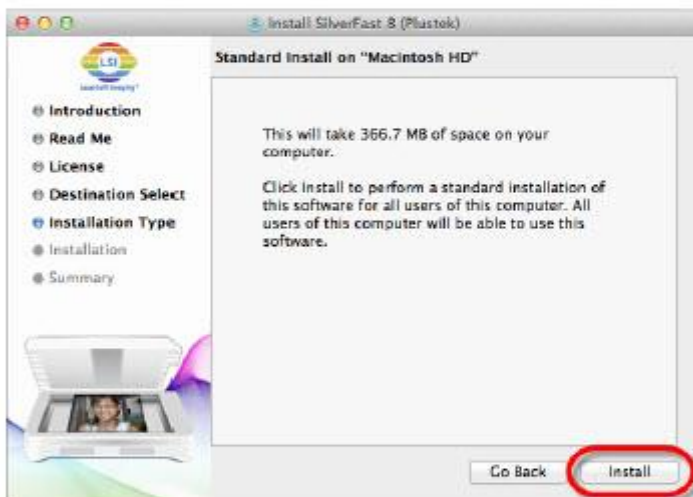 Install SilverFast 8 (Plustek)
LSI
LaserSoft Imaging
Standard Install on "Macintosh HD"
Introduction
Read Me
License
Destination Select
Installation Type
Installation
Summary
This will take 366.7 MB of space on your
computer.
Click Install to perform a standard installation of
this software for all users of this computer. All
users of this computer will be able to use this
software.
Go Back
Install